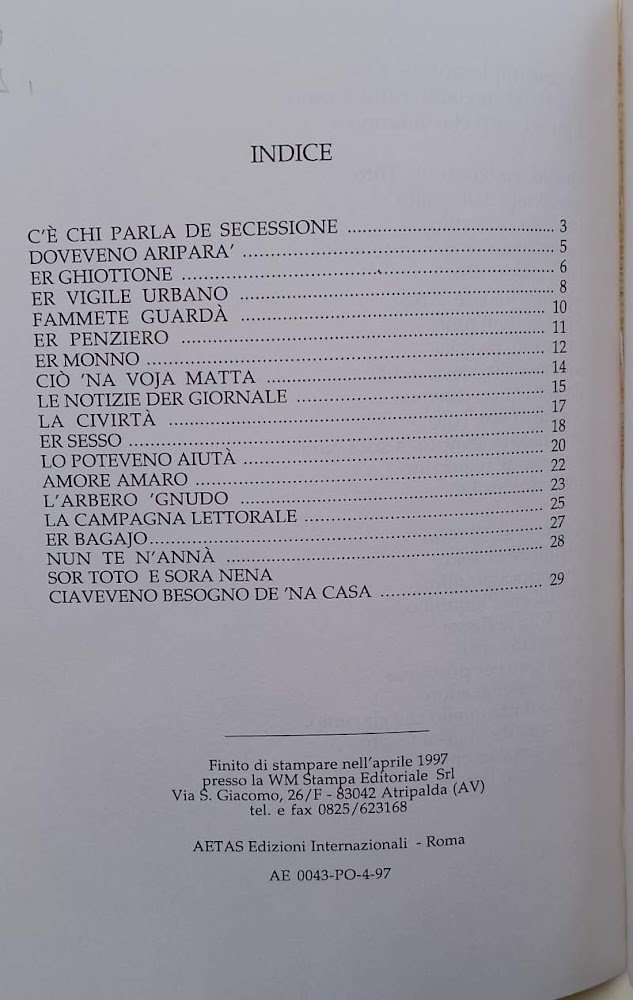 INDICE
C'È CHI PARLA DE SECESSIONE ........ 3
DOVEVENO ARIPARA' ........ 5
ER GHIOTTONE ........ 6
ER VIGILE URBANO ........ 8
FAMMETE GUARDÀ ........ 10
ER PENZIERO ........ 11
ER MONNO ........ 12
CIÒ 'NA VOJA MATTA ........ 14
LE NOTIZIE DER GIORNALE ........ 15
LA CIVIRTÀ ........ 17
ER SESSO ........ 18
LO POTEVENO AIUTÀ ........ 20
AMORE AMARO ........ 22
L'ARBERO 'GNUDO ........ 23
LA CAMPAGNA LETTORALE ........ 25
ER BAGAJO ........ 27
NUN TE N'ANNÀ ........ 28
SOR TOTO E SORA NENA
CIAVEVENO BESOGNO DE 'NA CASA ........ 29
Finito di stampare nell'aprile 1997
presso la WM Stampa Editoriale Srl
Via S. Giacomo, 26/F - 83042 Atripalda (AV)
tel. e fax 0825/623168
AETAS Edizioni Internazionali - Roma
AE 0043-PO-4-97